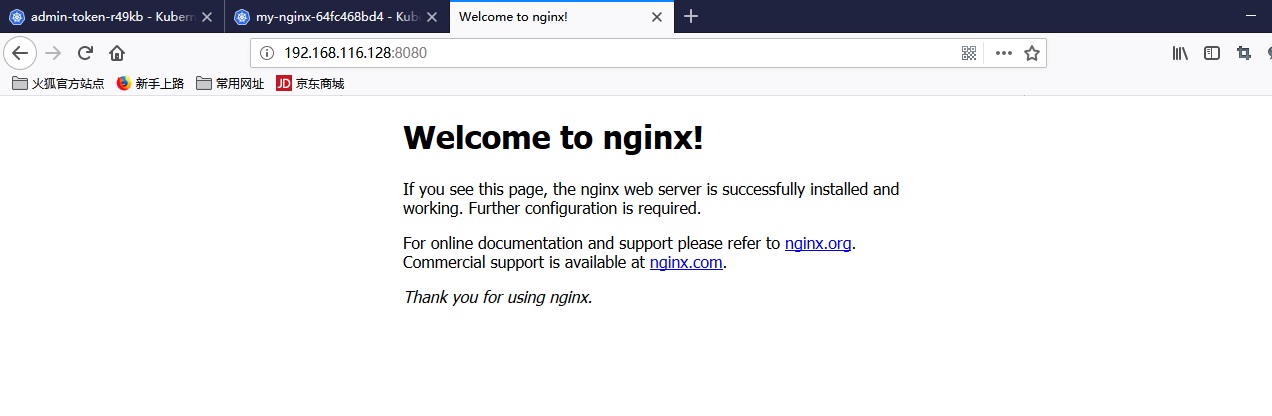 admin-token-r49kb - Kubern
my-nginx-64fc468bd4 - Kub
Welcome to nginx!
192.168.116.128:8080
火狐官方站点
新手上路
常用网址
JD 京东商城
Welcome to nginx!
If you see this page, the nginx web server is successfully installed and
working. Further configuration is required.
For online documentation and support please refer to nginx.org.
Commercial support is available at nginx.com.
Thank you for using nginx.